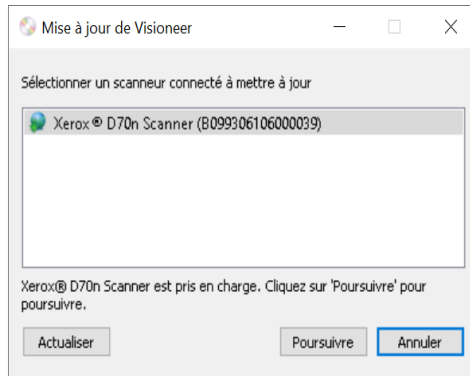 Mise à jour de Visioneer
Sélectionner un scanneur connecté à mettre à jour
Xerox® D70n Scanner (B099306106000039)
Xerox® D70n Scanner est pris en charge. Cliquez sur 'Poursuivre' pour
poursuivre.
Actualiser
Poursuivre
Annuler